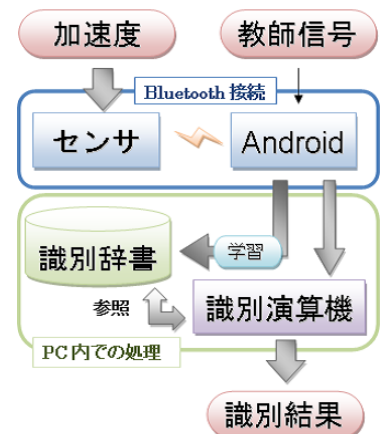 加速度
教師信号
Bluetooth 接続
センサ
Android
識別辞書
学習
参照
識別演算機
PC内での処理
識別結果